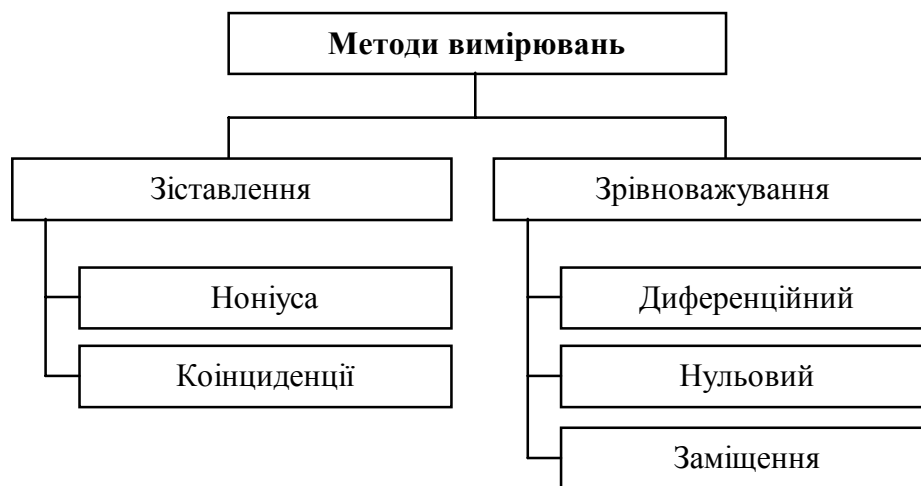 Методи вимірювань
Зіставлення
Ноніуса
Коінциденції
Зрівноважування
Диференційний
Нульовий
Заміщення